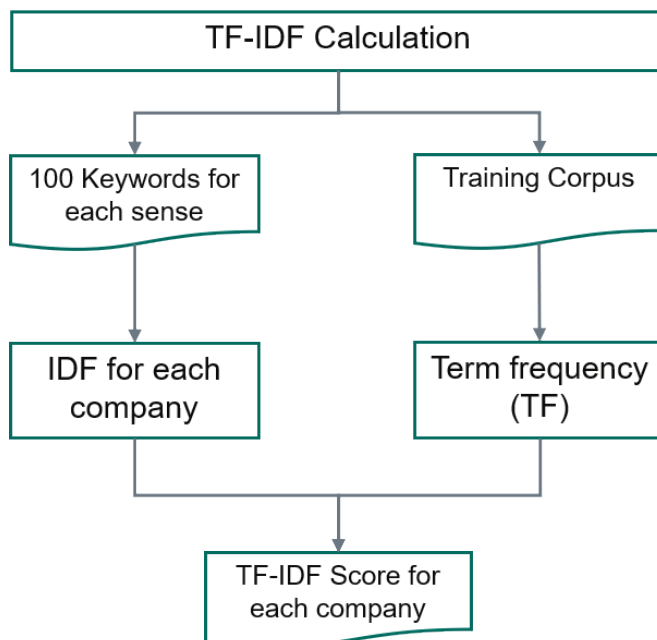 TF-IDF Calculation
100 Keywords for
each sense
Training Corpus
IDF for each
company
Term frequency
(TF)
TF-IDF Score for
each company